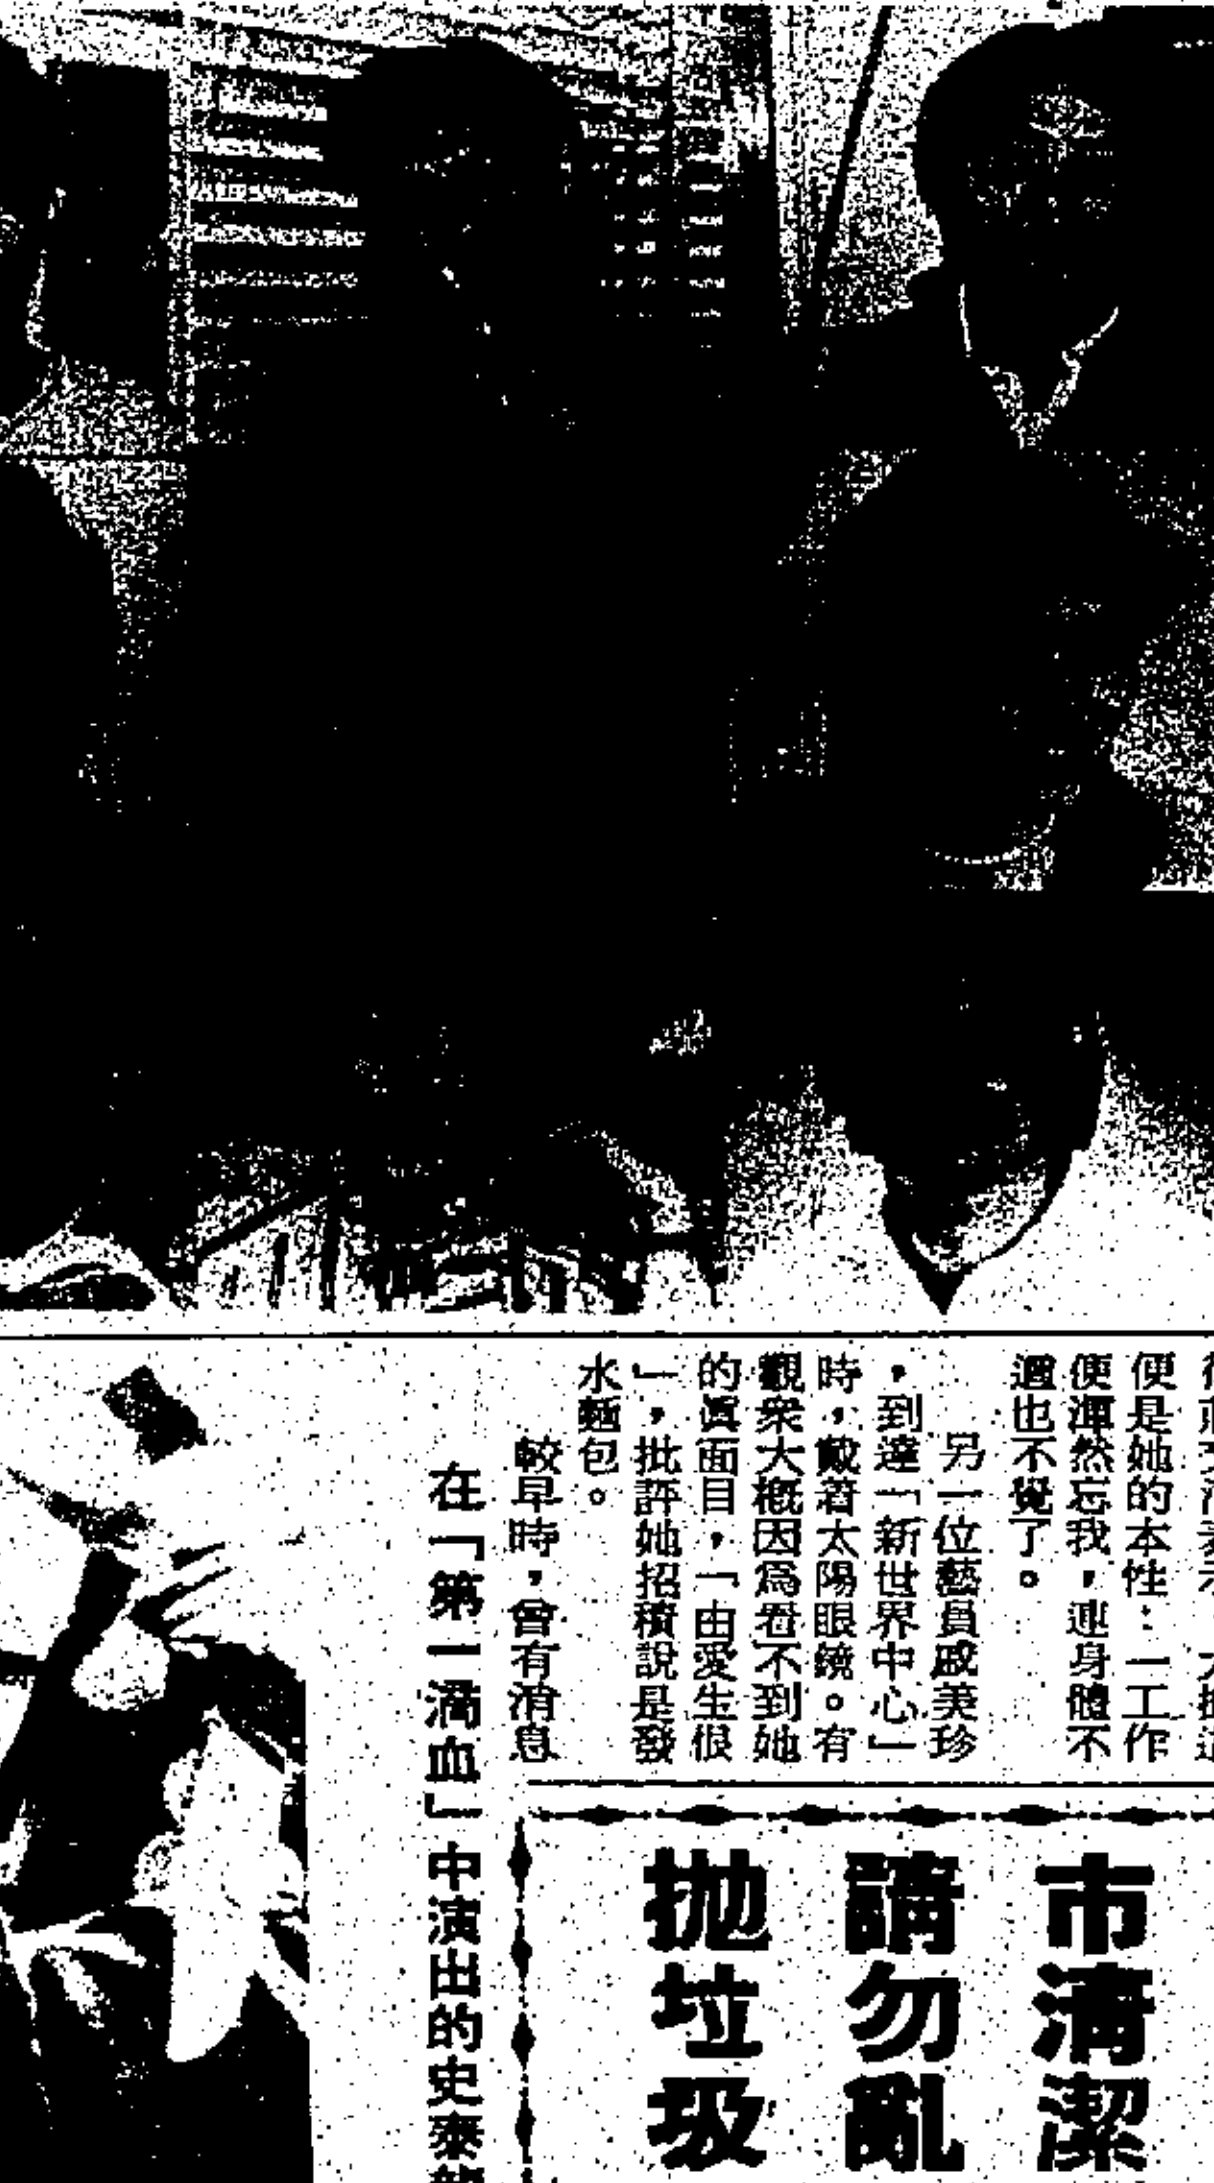 便是她的本性：一工作
便渾然忘我，連身體不
適也不覺了。
另一位藝員戚美珍
，到達「新世界中心」
時，戴着太陽眼鏡。有
觀衆大概因爲看不到她
的眞面目，「由愛生恨
」，批評她招積說是發
水麵包。
較早時，曾有消息
在「第一滴血」中演出的史泰龍
市清潔
請勿亂
拋垃圾